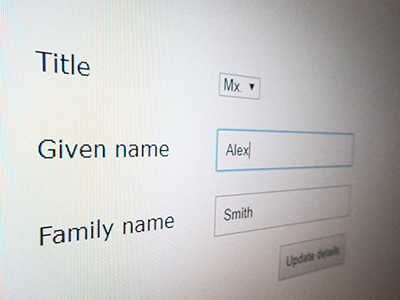 Title Mx.
Given name Alex
Family name Smith
Update details